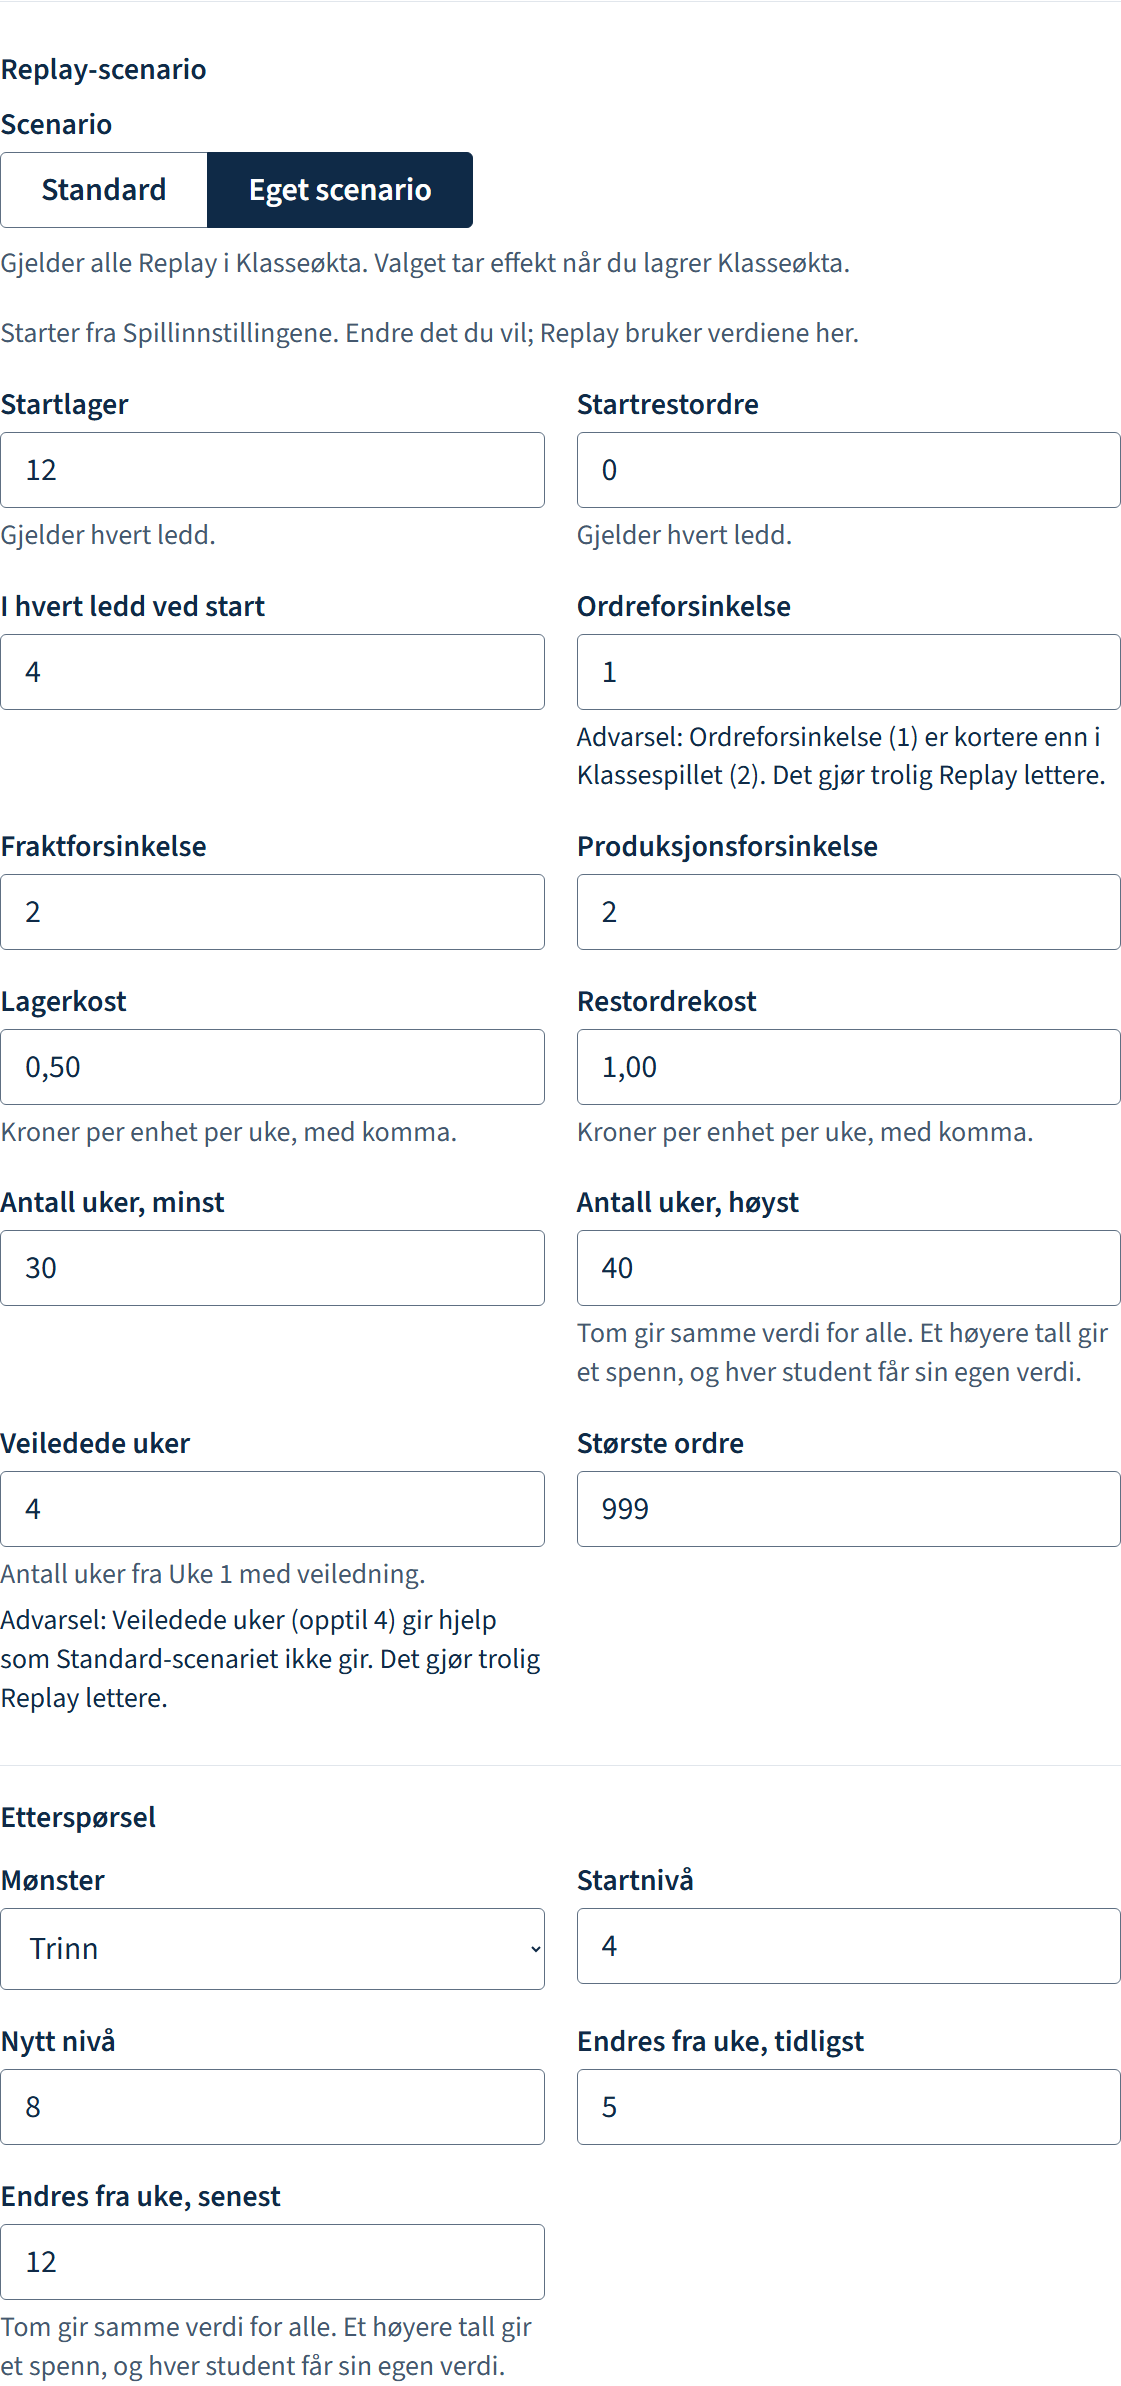 Replay-scenario
Scenario
Standard
Eget scenario
Gjelder alle Replay i Klasseøkta. Valget tar effekt når du lagrer Klasseøkta.
Starter fra Spillinnstillingene. Endre det du vil; Replay bruker verdiene her.
Startlager
Startrestordre
12
0
Gjelder hvert ledd.
Gjelder hvert ledd.
I hvert ledd ved start
Ordreforsinkelse
4
1
Advarsel: Ordreforsinkelse (1) er kortere enn i
Klassespillet (2). Det gjør trolig Replay lettere.
Fraktforsinkelse
Produksjonsforsinkelse
2
2
Lagerkost
Restordrekost
0,50
1,00
Kroner per enhet per uke, med komma.
Kroner per enhet per uke, med komma.
Antall uker, minst
Antall uker, høyst
30
40
Tom gir samme verdi for alle. Et høyere tall gir
et spenn, og hver student får sin egen verdi.
Veiledede uker
Største ordre
4
999
Antall uker fra Uke 1 med veiledning.
Advarsel: Veiledede uker (opptil 4) gir hjelp
som Standard-scenariet ikke gir. Det gjør trolig
Replay lettere.
Etterspørsel
Mønster
Startnivå
Trinn
4
Nytt nivå
Endres fra uke, tidligst
8
5
Endres fra uke, senest
12
Tom gir samme verdi for alle. Et høyere tall gir
et spenn, og hver student får sin egen verdi.